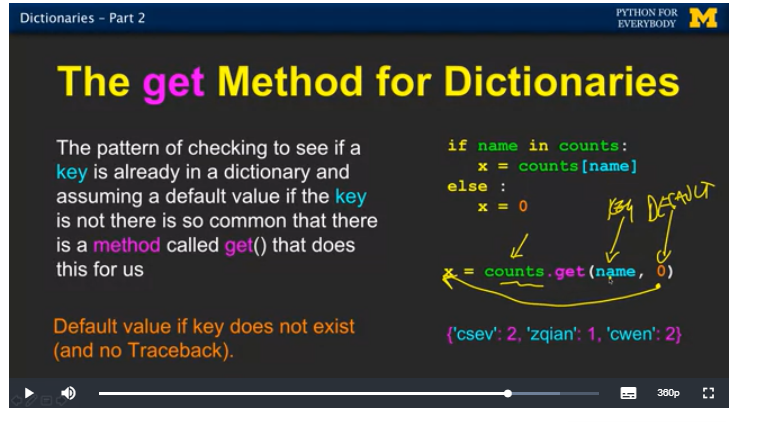 Dictionaries – Part 2
PYTHON FOR
EVERYBODY
M
The get Method for Dictionaries
The pattern of checking to see if a
key is already in a dictionary and
assuming a default value if the key
is not there is so common that there
is a method called get() that does
this for us
Default value if key does not exist
(and no Traceback).
if name in counts:
x = counts[name]
else :
x = 0
KEY DEFAULT
x = counts.get(name, 0)
{'csev': 2, 'zqian': 1, 'cwen': 2}
360p